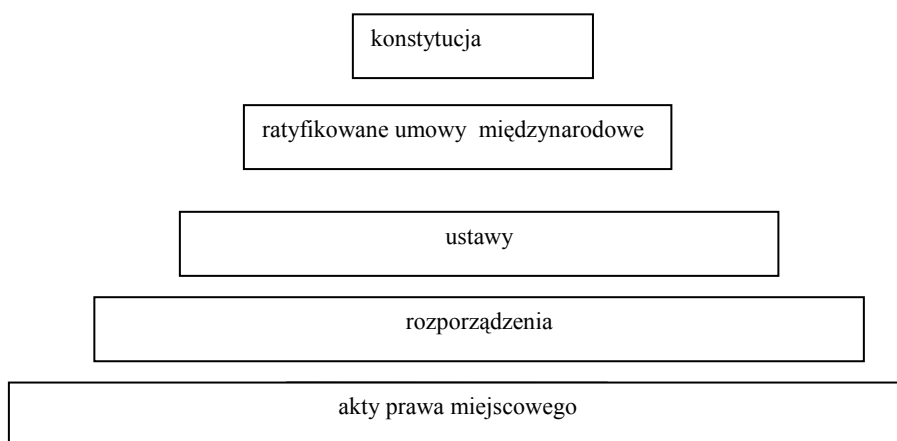 konstytucja
ratyfikowane umowy międzynarodowe
ustawy
rozporządzenia
akty prawa miejscowego